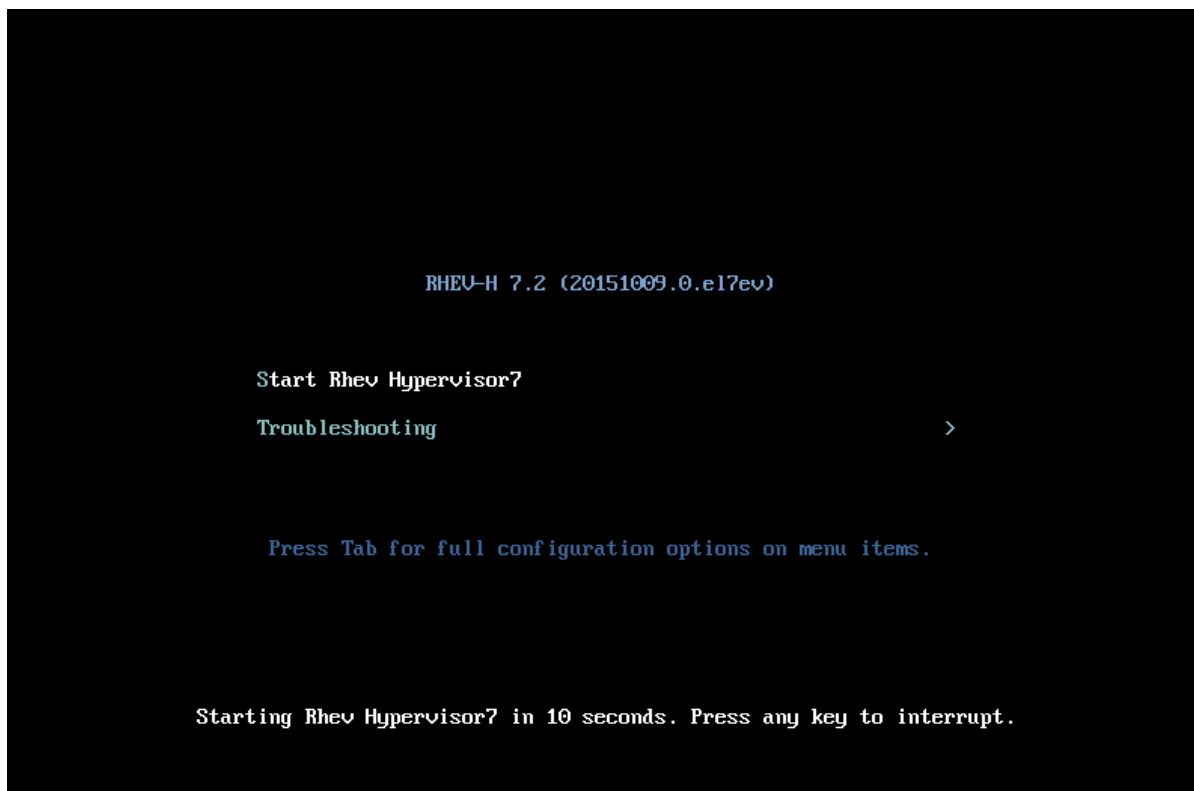 RHEV-H 7.2 (20151009.0.el7ev)
Start Rhev Hypervisor7
Troubleshooting >
Press Tab for full configuration options on menu items.
Starting Rhev Hypervisor7 in 10 seconds. Press any key to interrupt.